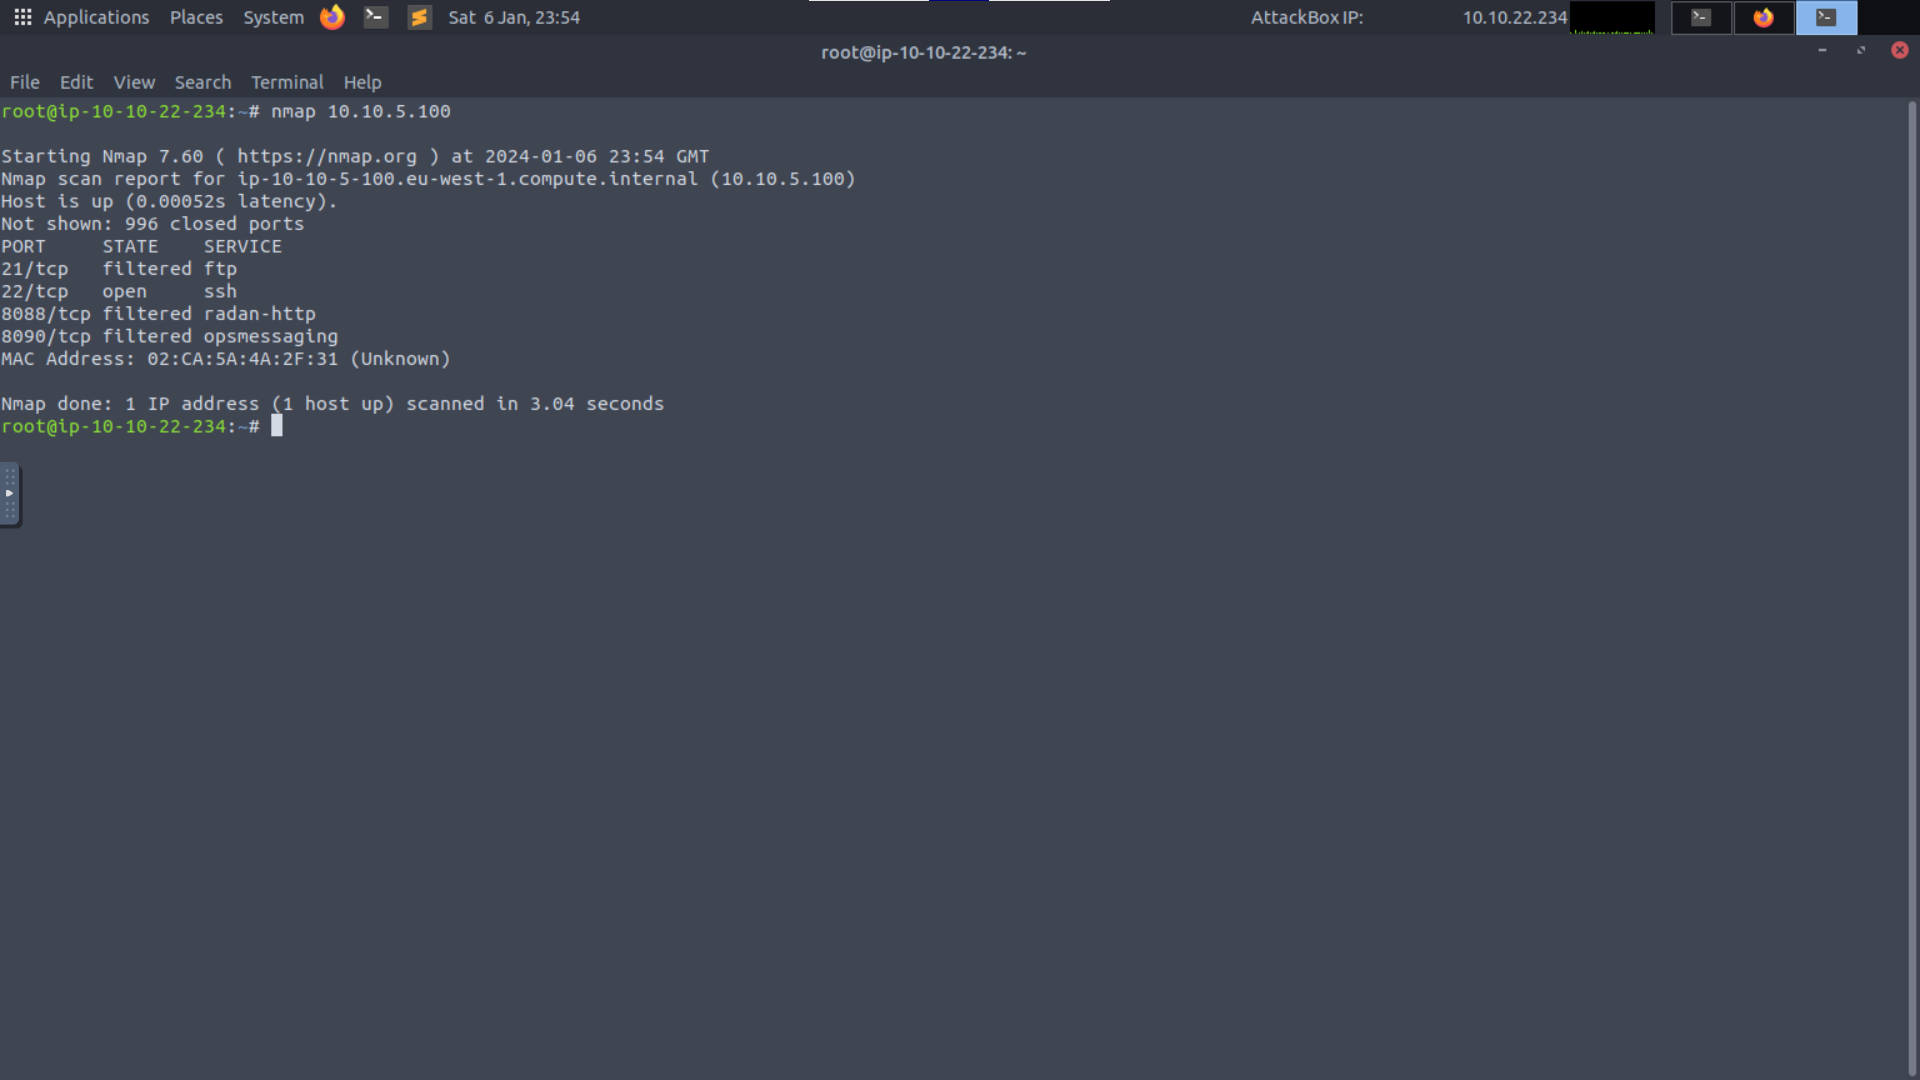 Applications Places System Sat 6 Jan, 23:54 AttackBox IP: 10.10.22.234
root@ip-10-10-22-234: ~
File Edit View Search Terminal Help
root@ip-10-10-22-234:~# nmap 10.10.5.100
Starting Nmap 7.60 ( https://nmap.org ) at 2024-01-06 23:54 GMT
Nmap scan report for ip-10-10-5-100.eu-west-1.compute.internal (10.10.5.100)
Host is up (0.00052s latency).
Not shown: 996 closed ports
PORT     STATE    SERVICE
21/tcp   filtered ftp
22/tcp   open     ssh
8088/tcp filtered radan-http
8090/tcp filtered opsmessaging
MAC Address: 02:CA:5A:4A:2F:31 (Unknown)
Nmap done: 1 IP address (1 host up) scanned in 3.04 seconds
root@ip-10-10-22-234:~#